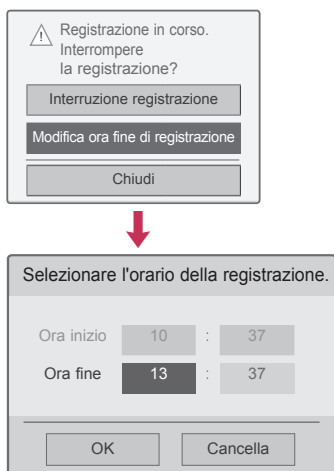 Registrazione in corso.
Interrompere
la registrazione?
Interruzione registrazione
Modifica ora fine di registrazione
Chiudi
Selezionare l'orario della registrazione.
Ora inizio 10 : 37
Ora fine 13 : 37
OK Cancella